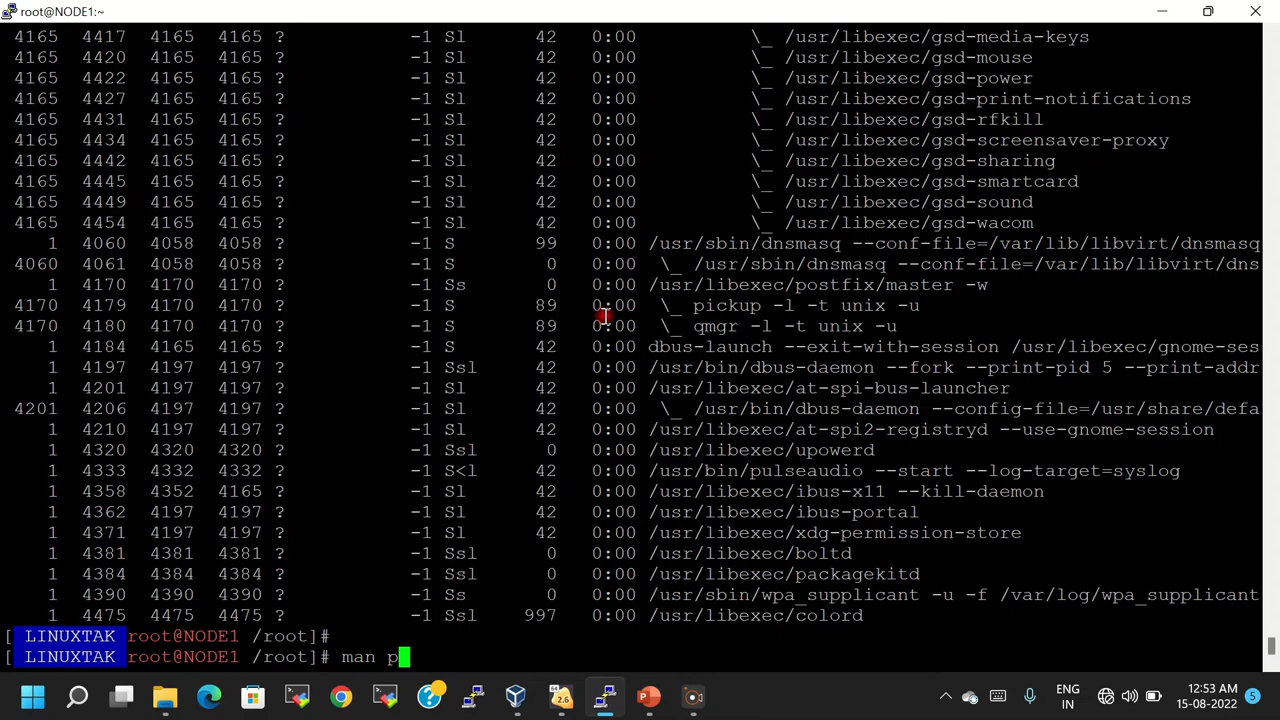 root@NODE1:~
4165 4417 4165 4165 ? -1 Sl 42 0:00 \_ /usr/libexec/gsd-media-keys
4165 4420 4165 4165 ? -1 Sl 42 0:00 \_ /usr/libexec/gsd-mouse
4165 4422 4165 4165 ? -1 Sl 42 0:00 \_ /usr/libexec/gsd-power
4165 4427 4165 4165 ? -1 Sl 42 0:00 \_ /usr/libexec/gsd-print-notifications
4165 4431 4165 4165 ? -1 Sl 42 0:00 \_ /usr/libexec/gsd-rfkill
4165 4434 4165 4165 ? -1 Sl 42 0:00 \_ /usr/libexec/gsd-screensaver-proxy
4165 4442 4165 4165 ? -1 Sl 42 0:00 \_ /usr/libexec/gsd-sharing
4165 4445 4165 4165 ? -1 Sl 42 0:00 \_ /usr/libexec/gsd-smartcard
4165 4449 4165 4165 ? -1 Sl 42 0:00 \_ /usr/libexec/gsd-sound
4165 4454 4165 4165 ? -1 Sl 42 0:00 \_ /usr/libexec/gsd-wacom
1 4060 4058 4058 ? -1 S 99 0:00 /usr/sbin/dnsmasq --conf-file=/var/lib/libvirt/dnsmasq
4060 4061 4058 4058 ? -1 S 0 0:00 \_ /usr/sbin/dnsmasq --conf-file=/var/lib/libvirt/dns
1 4170 4170 4170 ? -1 Ss 0 0:00 /usr/libexec/postfix/master -w
4170 4179 4170 4170 ? -1 S 89 0:00 \_ pickup -l -t unix -u
4170 4180 4170 4170 ? -1 S 89 0:00 \_ qmgr -l -t unix -u
1 4184 4165 4165 ? -1 S 42 0:00 dbus-launch --exit-with-session /usr/libexec/gnome-ses
1 4197 4197 4197 ? -1 Ssl 42 0:00 /usr/bin/dbus-daemon --fork --print-pid 5 --print-addr
1 4201 4197 4197 ? -1 Sl 42 0:00 /usr/libexec/at-spi-bus-launcher
4201 4206 4197 4197 ? -1 Sl 42 0:00 \_ /usr/bin/dbus-daemon --config-file=/usr/share/defa
1 4210 4197 4197 ? -1 Sl 42 0:00 /usr/libexec/at-spi2-registryd --use-gnome-session
1 4320 4320 4320 ? -1 Ssl 0 0:00 /usr/libexec/upowerd
1 4333 4332 4332 ? -1 S<l 42 0:00 /usr/bin/pulseaudio --start --log-target=syslog
1 4358 4352 4165 ? -1 Sl 42 0:00 /usr/libexec/ibus-x11 --kill-daemon
1 4362 4197 4197 ? -1 Sl 42 0:00 /usr/libexec/ibus-portal
1 4371 4197 4197 ? -1 Sl 42 0:00 /usr/libexec/xdg-permission-store
1 4381 4381 4381 ? -1 Ssl 0 0:00 /usr/libexec/boltd
1 4384 4384 4384 ? -1 Ssl 0 0:00 /usr/libexec/packagekitd
1 4390 4390 4390 ? -1 Ss 0 0:00 /usr/sbin/wpa_supplicant -u -f /var/log/wpa_supplicant
1 4475 4475 4475 ? -1 Ssl 997 0:00 /usr/libexec/colord
[ LINUXTAK root@NODE1 /root]#
[ LINUXTAK root@NODE1 /root]# man p
64
2.6
ENG
IN
12:53 AM
15-08-2022
5